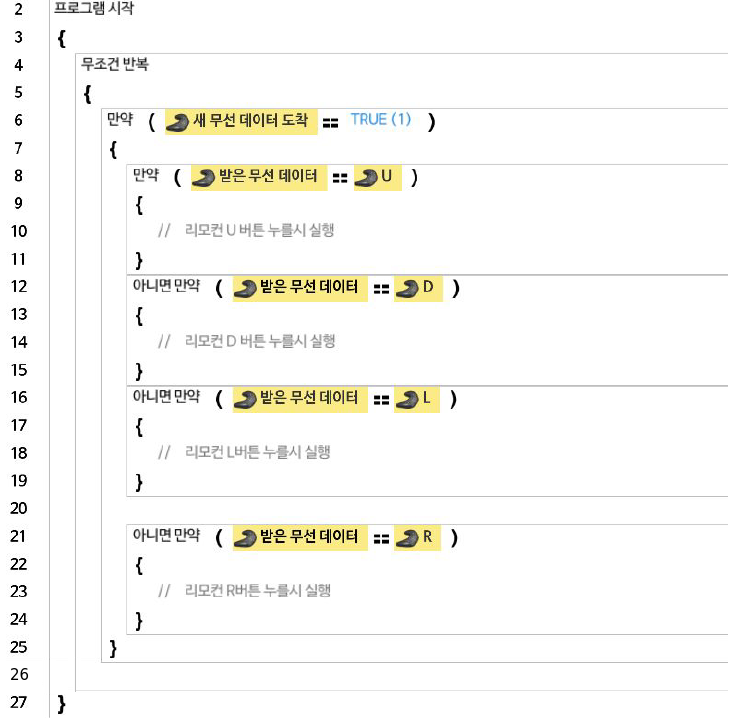 2 프로그램 시작
3 {
4 무조건 반복
5 {
6 만약 ( 새 무선 데이터 도착 == TRUE (1) )
7 {
8 만약 ( 받은 무선 데이터 == U )
9 {
10 // 리모컨 U 버튼 누를시 실행
11 }
12 아니면 만약 ( 받은 무선 데이터 == D )
13 {
14 // 리모컨 D 버튼 누를시 실행
15 }
16 아니면 만약 ( 받은 무선 데이터 == L )
17 {
18 // 리모컨 L버튼 누를시 실행
19 }
20
21 아니면 만약 ( 받은 무선 데이터 == R )
22 {
23 // 리모컨 R버튼 누를시 실행
24 }
25 }
26
27 }